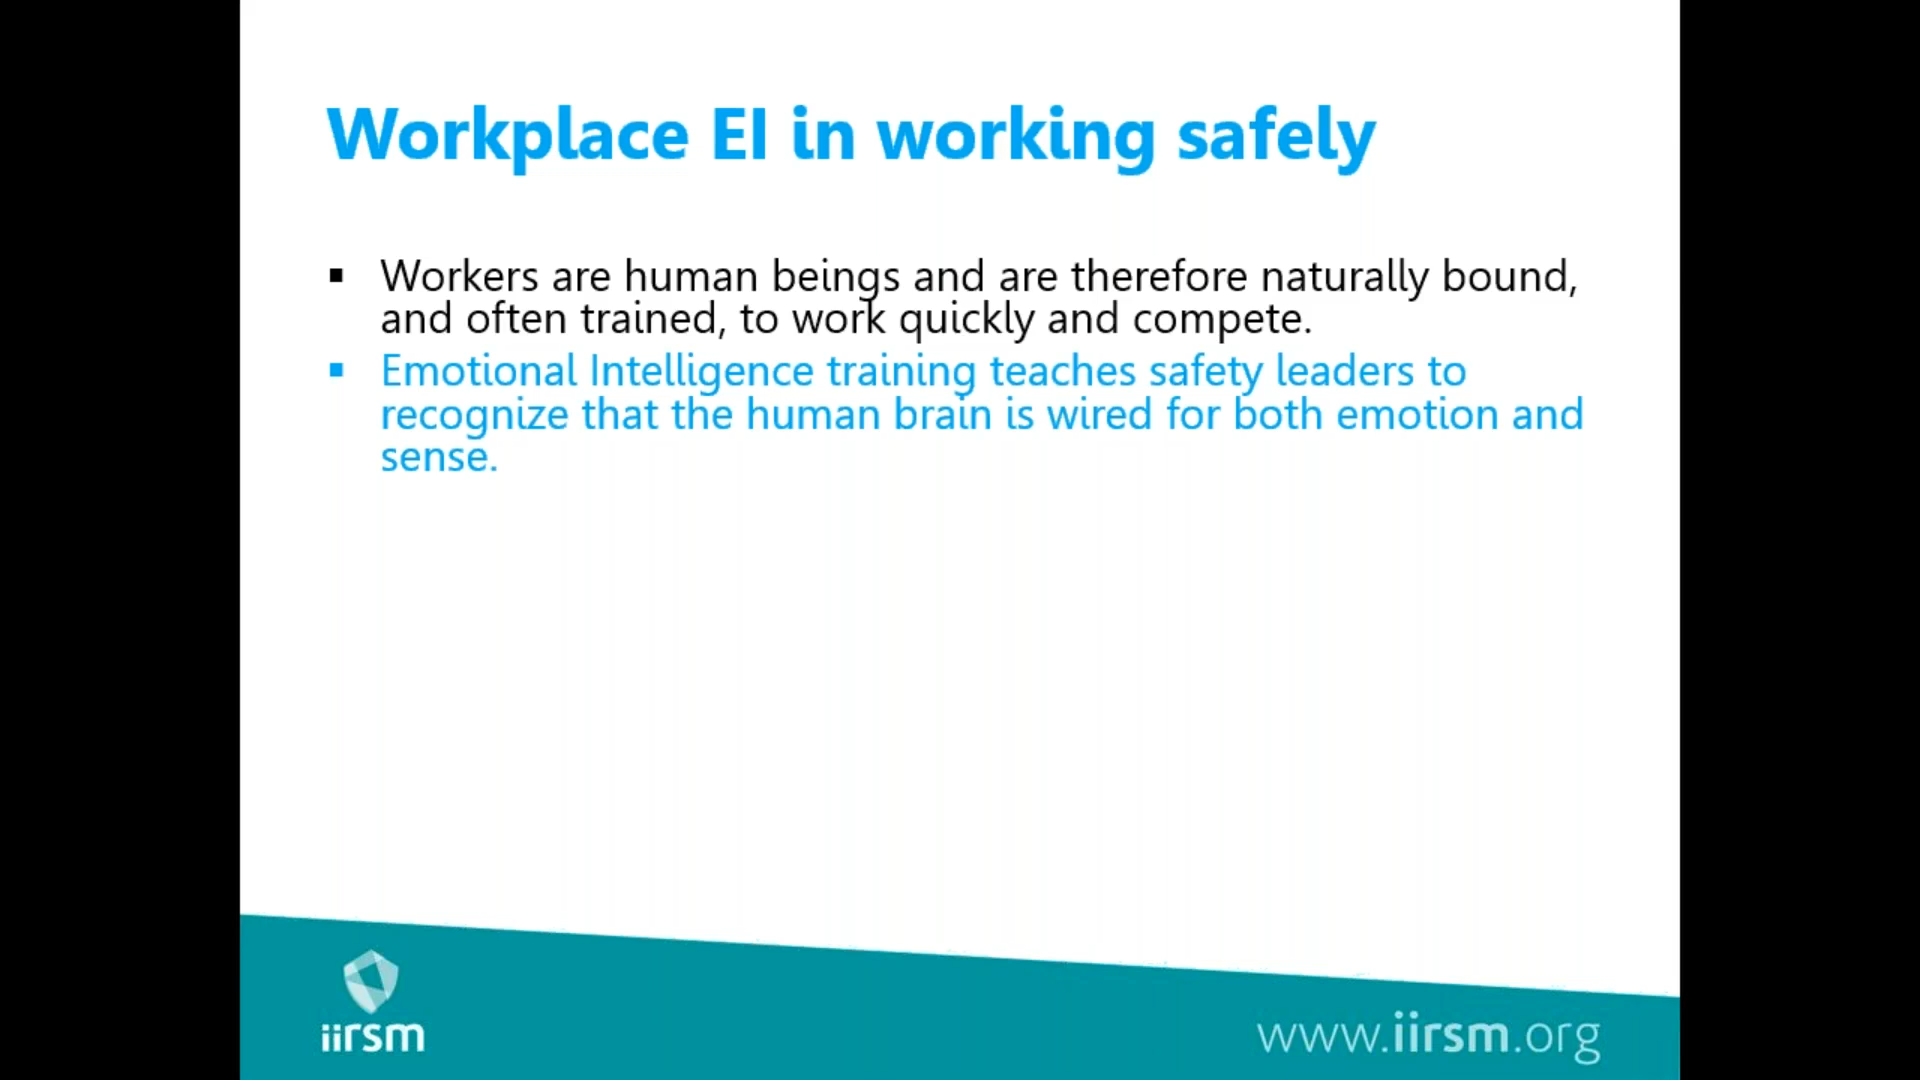 Workplace EI in working safely
▪ Workers are human beings and are therefore naturally bound,
and often trained, to work quickly and compete.
▪ Emotional Intelligence training teaches safety leaders to
recognize that the human brain is wired for both emotion and
sense.
iirsm
www.iirsm.org